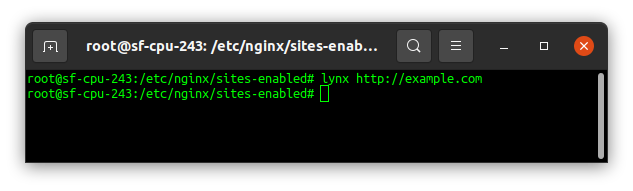 root@sf-cpu-243: /etc/nginx/sites-enab...
root@sf-cpu-243:/etc/nginx/sites-enabled# lynx http://example.com
root@sf-cpu-243:/etc/nginx/sites-enabled#